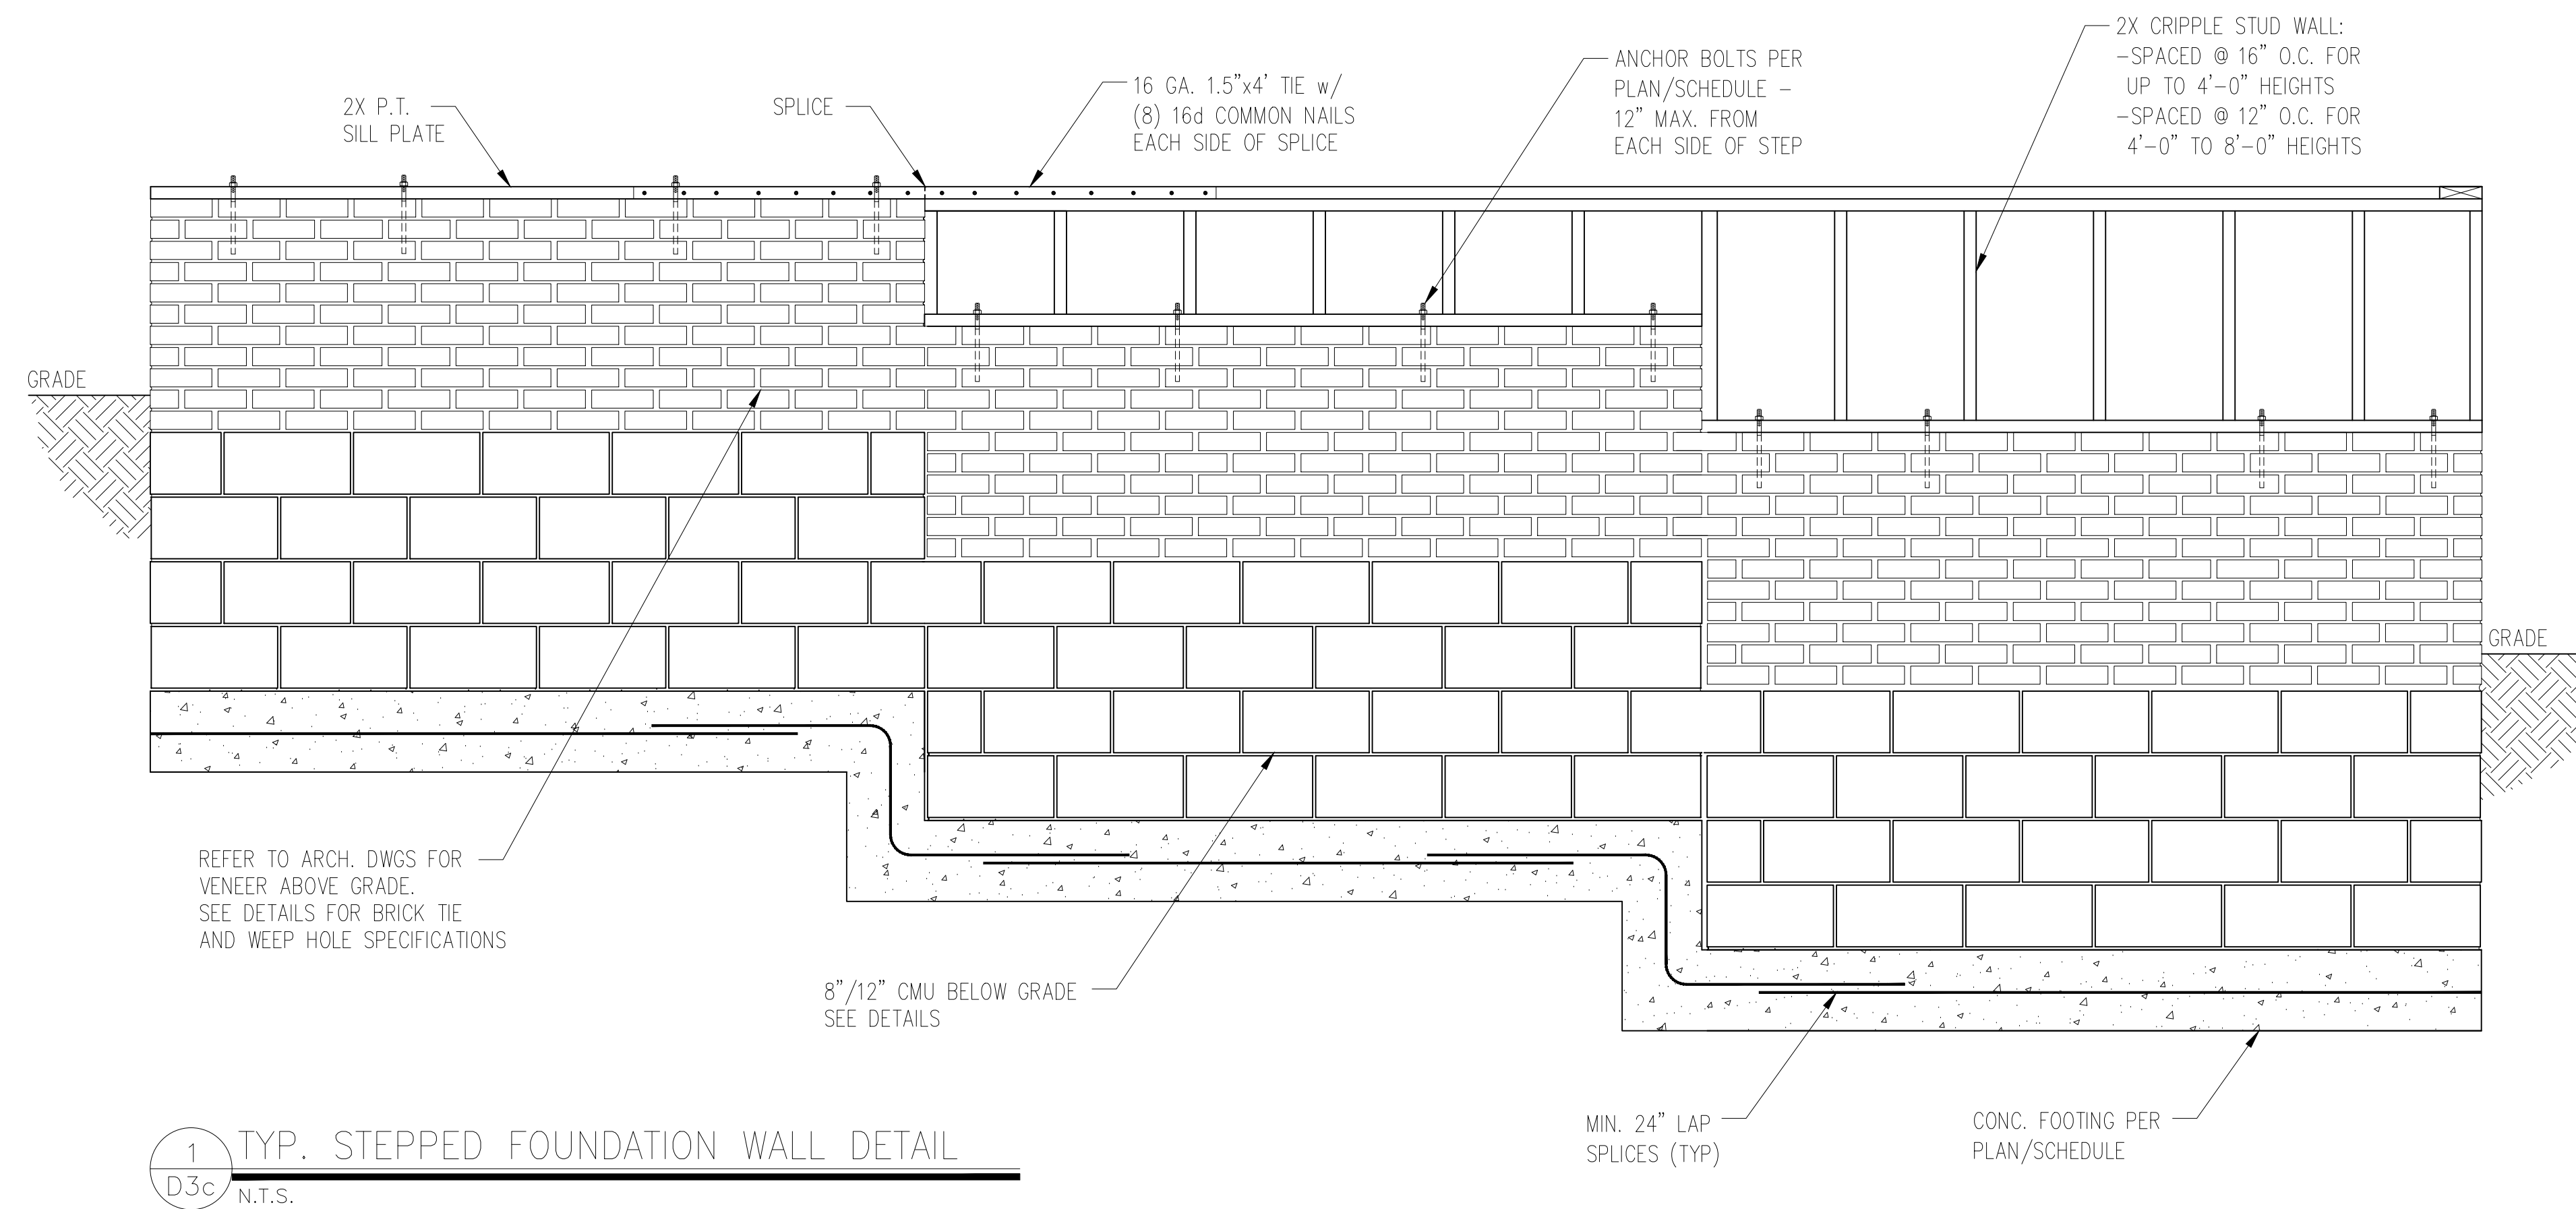 2X P.T.
SILL PLATE
SPLICE
16 GA. 1.5"x4' TIE w/
(8) 16d COMMON NAILS
EACH SIDE OF SPLICE
ANCHOR BOLTS PER
PLAN/SCHEDULE -
12" MAX. FROM
EACH SIDE OF STEP
2X CRIPPLE STUD WALL:
-SPACED @ 16" O.C. FOR
UP TO 4'-0" HEIGHTS
-SPACED @ 12" O.C. FOR
4'-0" TO 8'-0" HEIGHTS
GRADE
GRADE
REFER TO ARCH. DWGS FOR
VENEER ABOVE GRADE.
SEE DETAILS FOR BRICK TIE
AND WEEP HOLE SPECIFICATIONS
8"/12" CMU BELOW GRADE
SEE DETAILS
MIN. 24" LAP
SPLICES (TYP)
CONC. FOOTING PER
PLAN/SCHEDULE
1
D3c
TYP. STEPPED FOUNDATION WALL DETAIL
N.T.S.